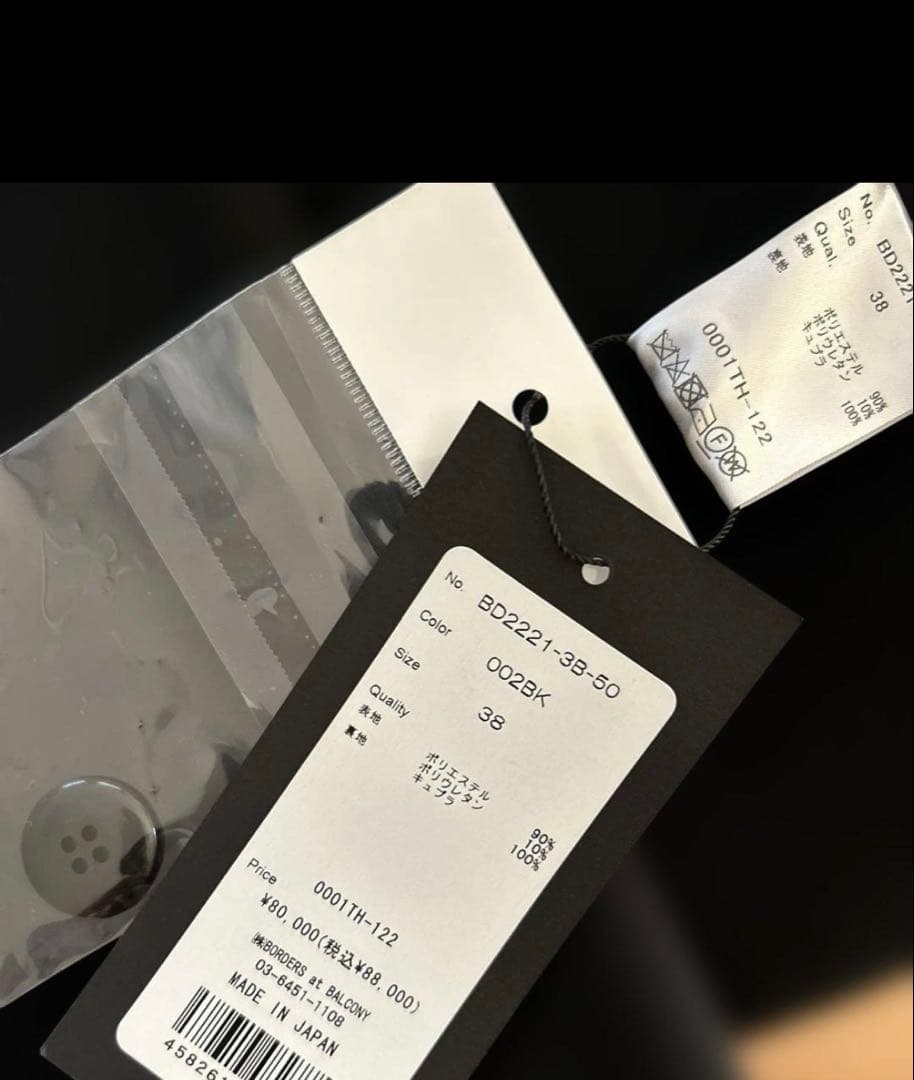 No. BD2221-3B-50
Color 002BK
Size 38
Quality
表地 ポリエステル 90%
ポリウレタン 10%
裏地 キュプラ 100%
0001TH-122
Price ¥80,000(税込¥88,000)
㈱BORDERS at BALCONY
03-6451-1108
MADE IN JAPAN
45826
No. BD2221
Size 38
Qual.
表地 ポリエステル 90%
ポリウレタン 10%
裏地 キュプラ 100%
0001TH-122
F
W